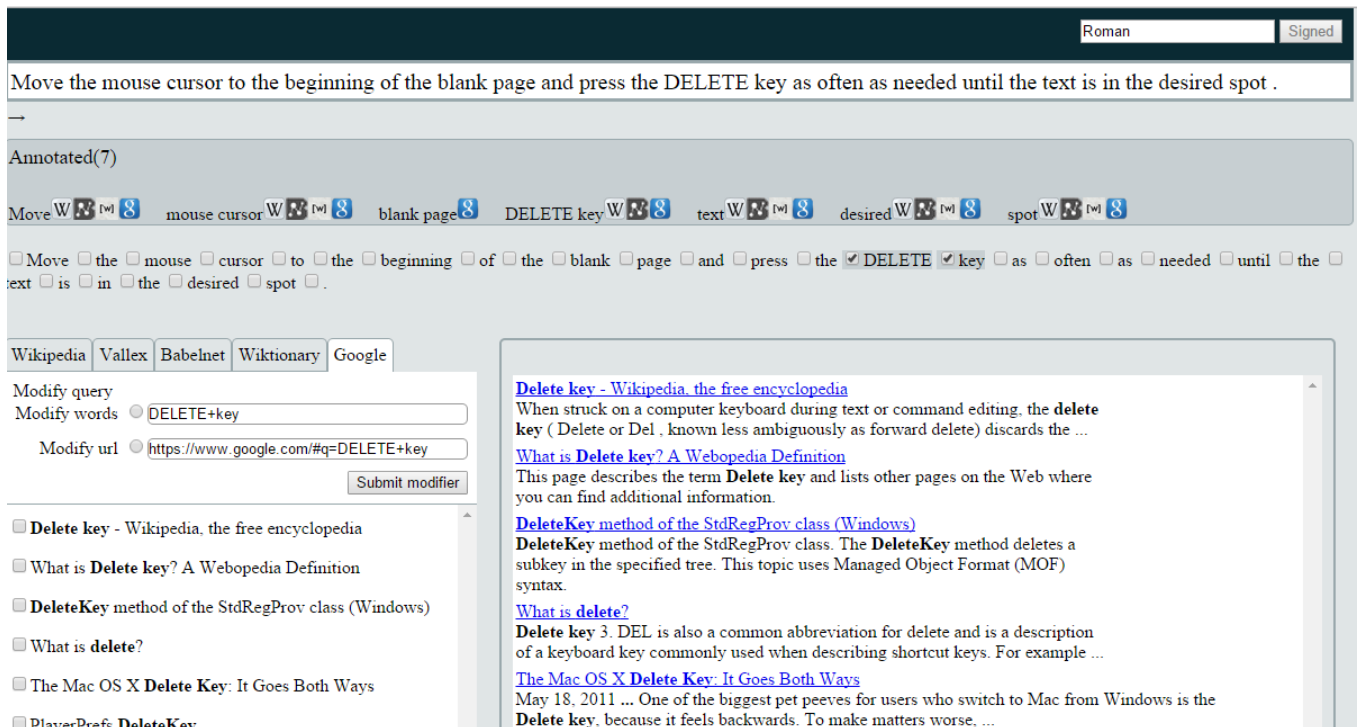 Roman Signed
Move the mouse cursor to the beginning of the blank page and press the DELETE key as often as needed until the text is in the desired spot .
→
Annotated(7)
Move W [w] 8 mouse cursor W [w] 8 blank page 8 DELETE key W 8 text W [w] 8 desired W [w] 8 spot W [w] 8
Move the mouse cursor to the beginning of the blank page and press the DELETE key as often as needed until the
text is in the desired spot .
Wikipedia Vallex Babelnet Wiktionary Google
Modify query
Modify words DELETE+key
Modify url https://www.google.com/#q=DELETE+key
Submit modifier
Delete key - Wikipedia, the free encyclopedia
What is Delete key? A Webopedia Definition
DeleteKey method of the StdRegProv class (Windows)
What is delete?
The Mac OS X Delete Key: It Goes Both Ways
PlayerPrefs.DeleteKey
Delete key - Wikipedia, the free encyclopedia
When struck on a computer keyboard during text or command editing, the delete
key ( Delete or Del , known less ambiguously as forward delete) discards the ...
What is Delete key? A Webopedia Definition
This page describes the term Delete key and lists other pages on the Web where
you can find additional information.
DeleteKey method of the StdRegProv class (Windows)
DeleteKey method of the StdRegProv class. The DeleteKey method deletes a
subkey in the specified tree. This topic uses Managed Object Format (MOF)
syntax.
What is delete?
Delete key 3. DEL is also a common abbreviation for delete and is a description
of a keyboard key commonly used when describing shortcut keys. For example ...
The Mac OS X Delete Key: It Goes Both Ways
May 18, 2011 ... One of the biggest pet peeves for users who switch to Mac from Windows is the
Delete key, because it feels backwards. To make matters worse, ...